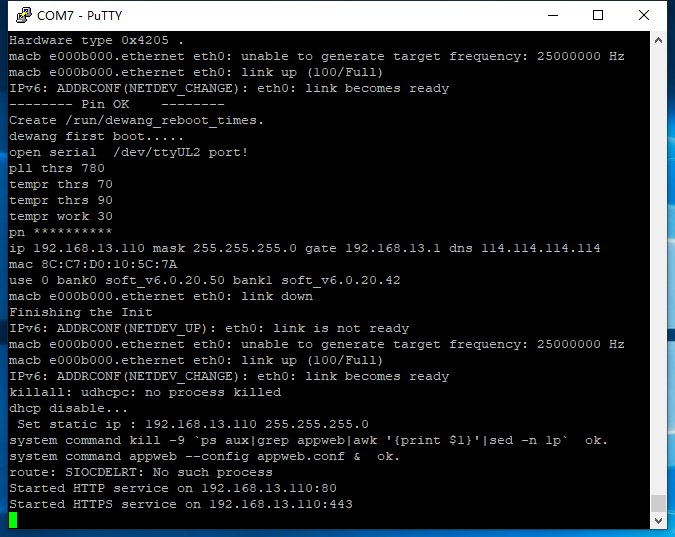 COM7 - PuTTY
Hardware type 0x4205 .
macb e000b000.ethernet eth0: unable to generate target frequency: 25000000 Hz
macb e000b000.ethernet eth0: link up (100/Full)
IPv6: ADDRCONF(NETDEV_CHANGE): eth0: link becomes ready
-------- Pin OK    --------
Create /run/dewang_reboot_times.
dewang first boot.....
open serial  /dev/ttyUL2 port!
pll thrs 780
tempr thrs 70
tempr thrs 90
tempr work 30
pn **********
ip 192.168.13.110 mask 255.255.255.0 gate 192.168.13.1 dns 114.114.114.114
mac 8C:C7:D0:10:5C:7A
use 0 bank0 soft_v6.0.20.50 bank1 soft_v6.0.20.42
macb e000b000.ethernet eth0: link down
Finishing the Init
IPv6: ADDRCONF(NETDEV_UP): eth0: link is not ready
macb e000b000.ethernet eth0: unable to generate target frequency: 25000000 Hz
macb e000b000.ethernet eth0: link up (100/Full)
IPv6: ADDRCONF(NETDEV_CHANGE): eth0: link becomes ready
killall: udhcpc: no process killed
dhcp disable...
 Set static ip : 192.168.13.110 255.255.255.0
system command kill -9 `ps aux|grep appweb|awk '{print $1}'|sed -n 1p`  ok.
system command appweb --config appweb.conf &  ok.
route: SIOCDELRT: No such process
Started HTTP service on 192.168.13.110:80
Started HTTPS service on 192.168.13.110:443